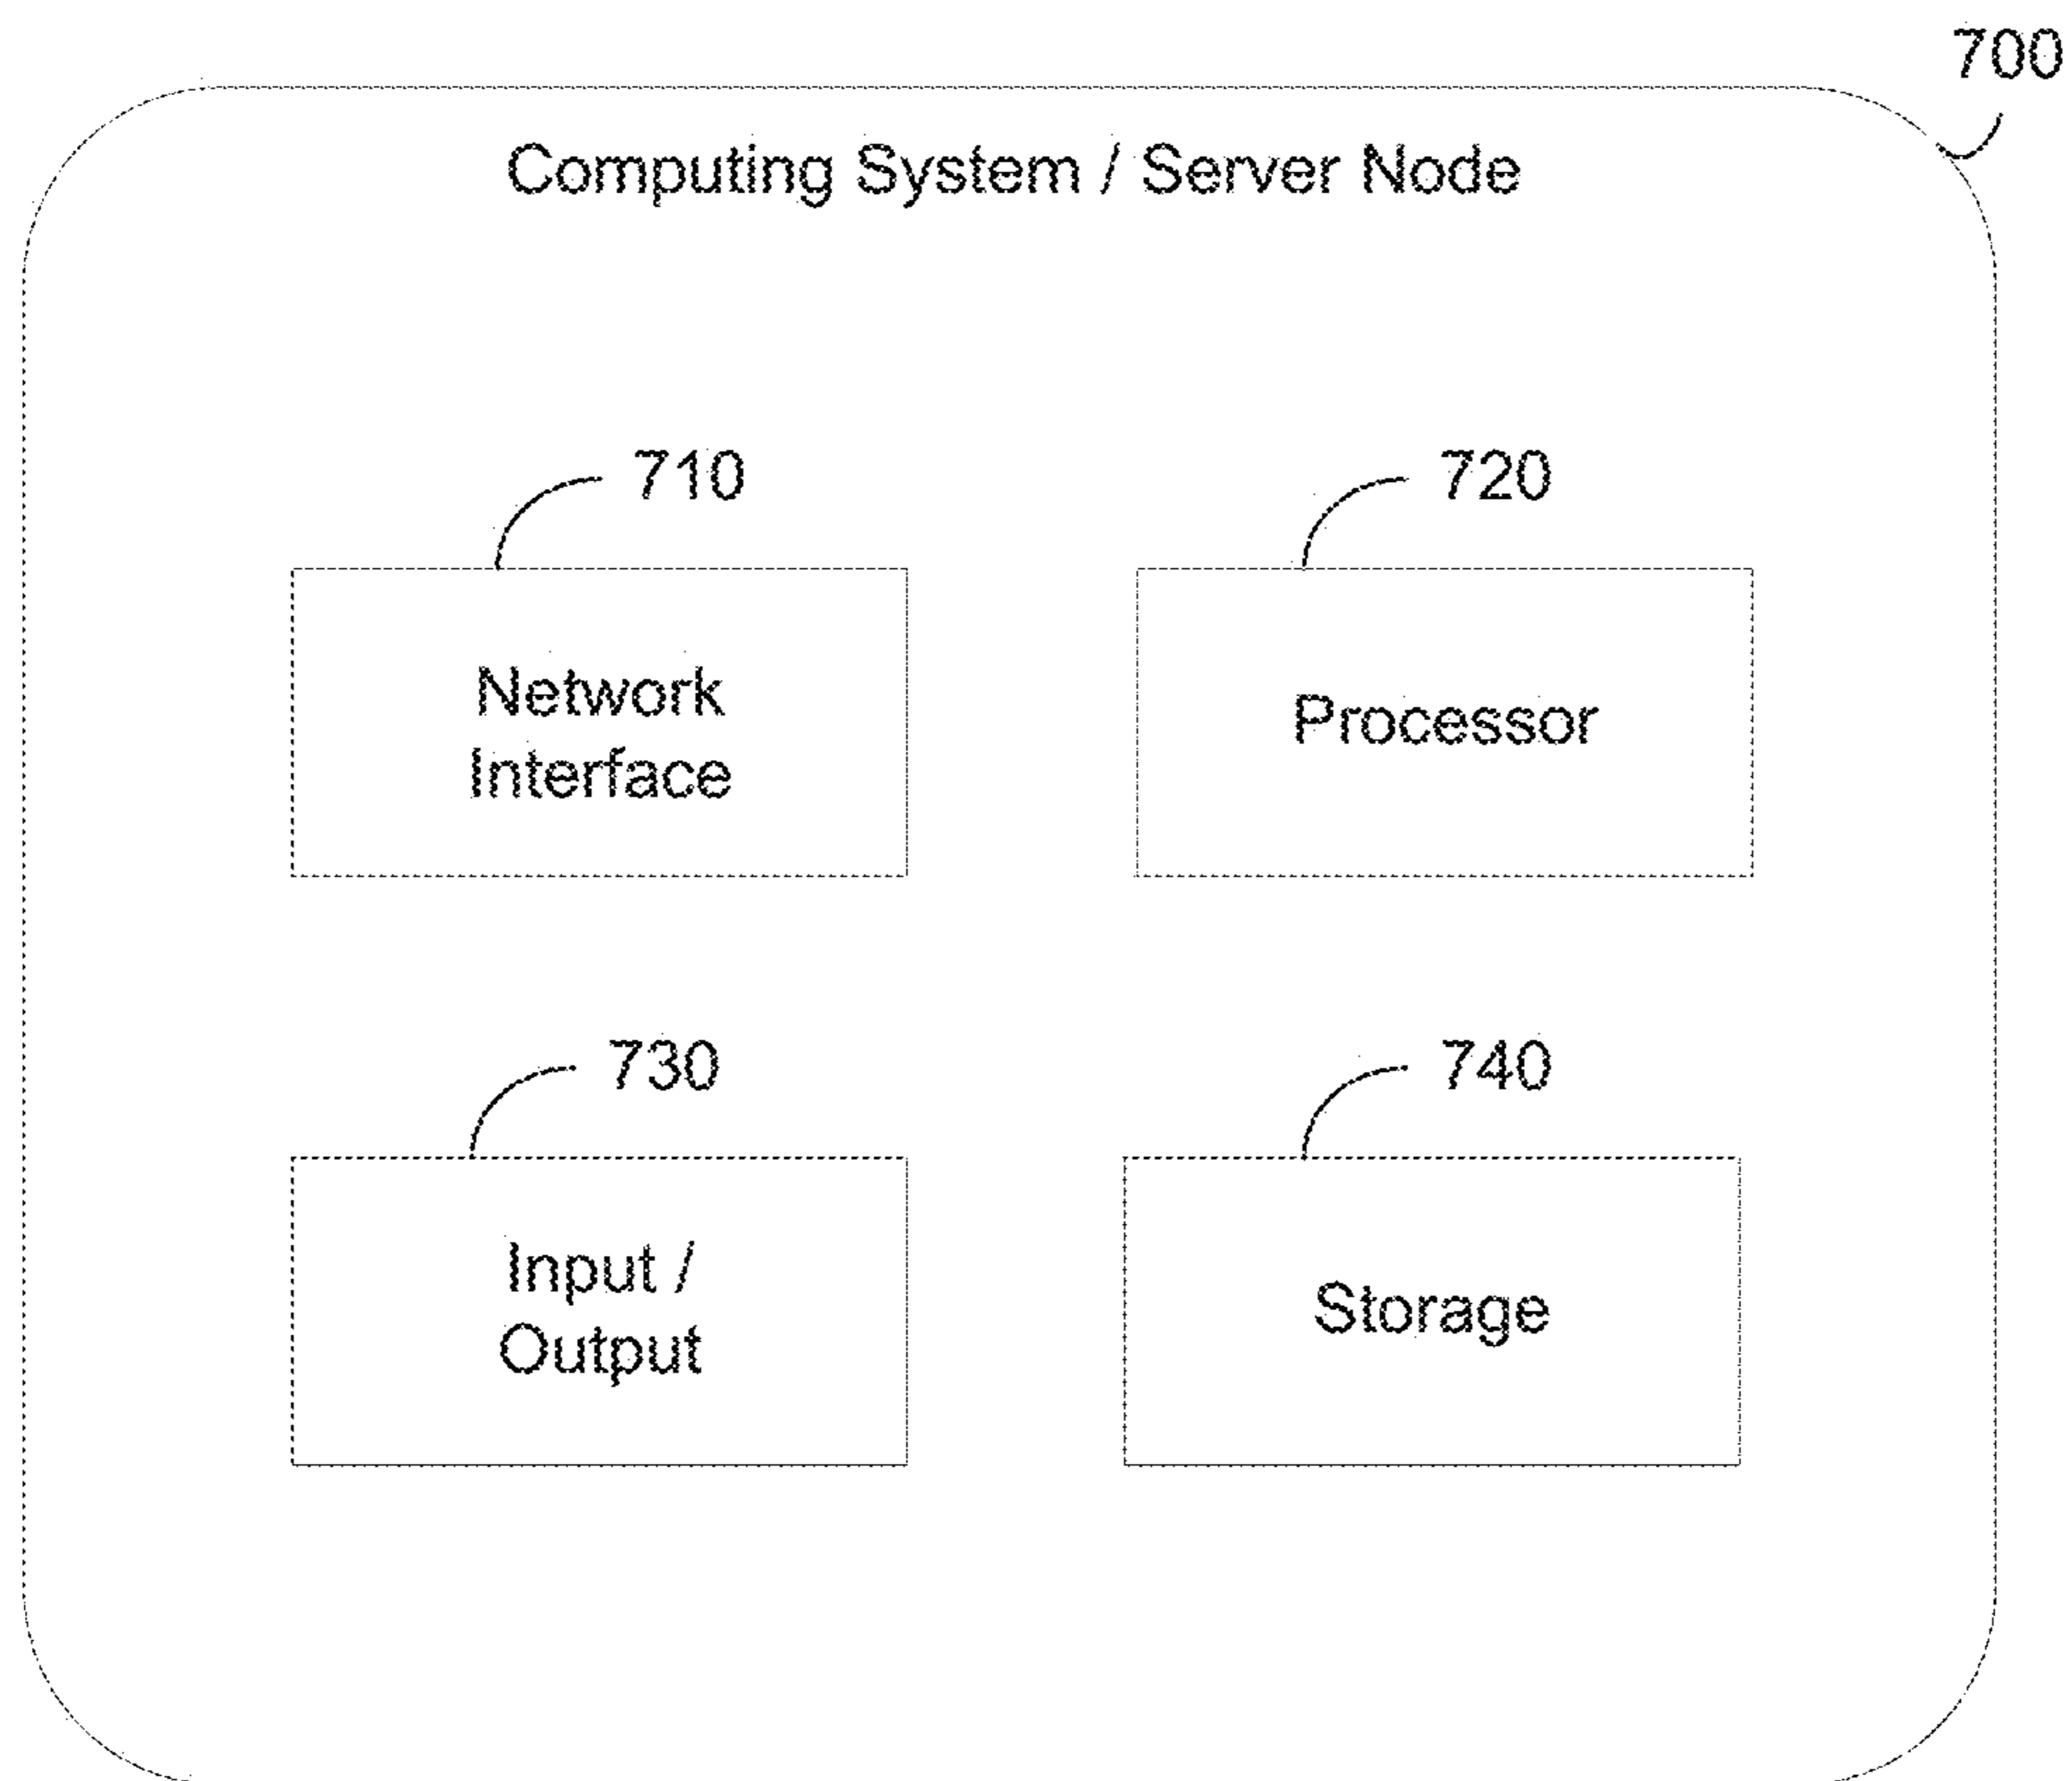 700
Computing System / Server Node
710
720
Network
Interface
Processor
730
740
Input /
Output
Storage